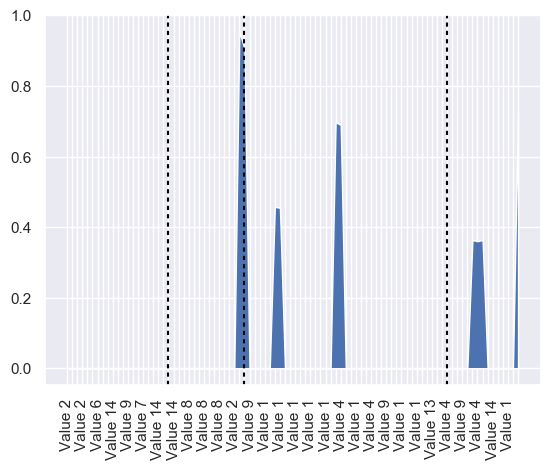 1.0
0.8
0.6
0.4
0.2
0.0
Value 2
Value 2
Value 6
Value 14
Value 9
Value 7
Value 14
Value 14
Value 8
Value 8
Value 8
Value 2
Value 9
Value 1
Value 1
Value 1
Value 1
Value 1
Value 4
Value 1
Value 4
Value 9
Value 1
Value 1
Value 13
Value 4
Value 9
Value 4
Value 14
Value 1